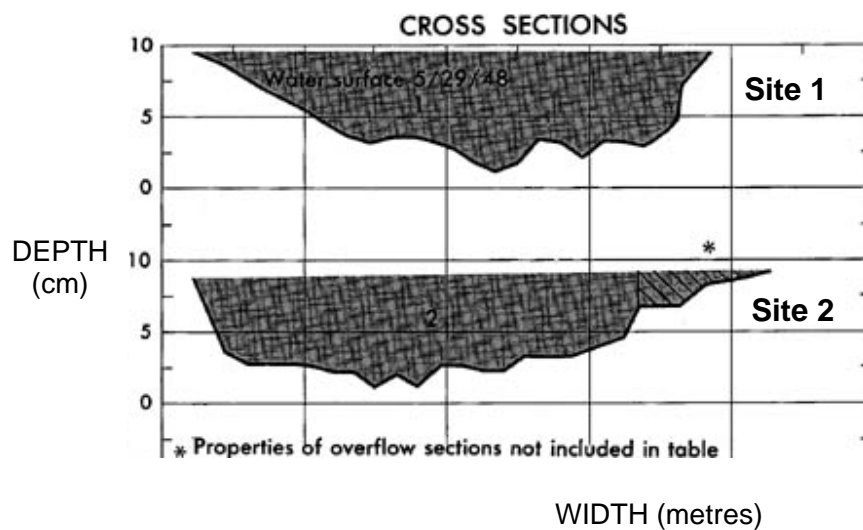 CROSS SECTIONS
10
Water surface 5/29/48
1
Site 1
5
0
DEPTH
(cm)
10
*
2
Site 2
5
0
* Properties of overflow sections not included in table
WIDTH (metres)